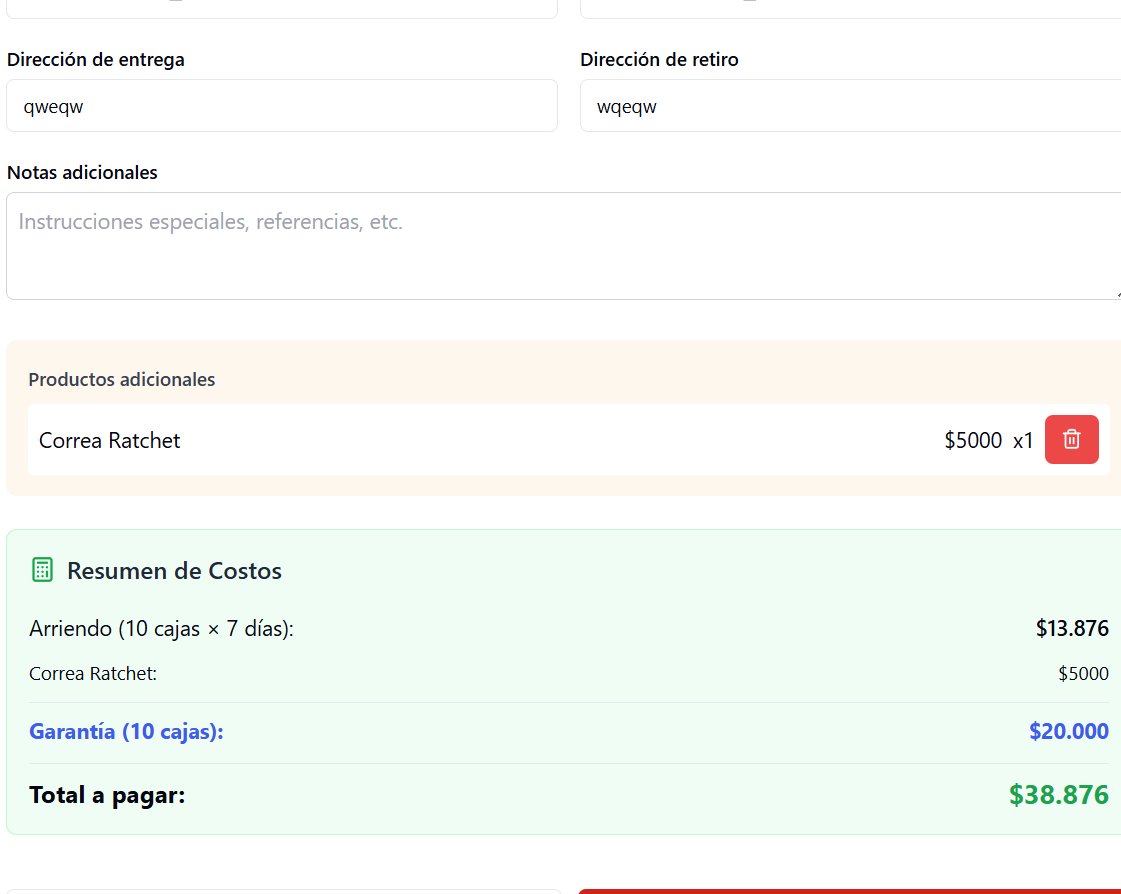 Dirección de entrega
Dirección de retiro
qweqw
wqeqw
Notas adicionales
Instrucciones especiales, referencias, etc.
Productos adicionales
Correa Ratchet $5000 x1
Resumen de Costos
Arriendo (10 cajas × 7 días): $13.876
Correa Ratchet: $5000
Garantía (10 cajas): $20.000
Total a pagar: $38.876